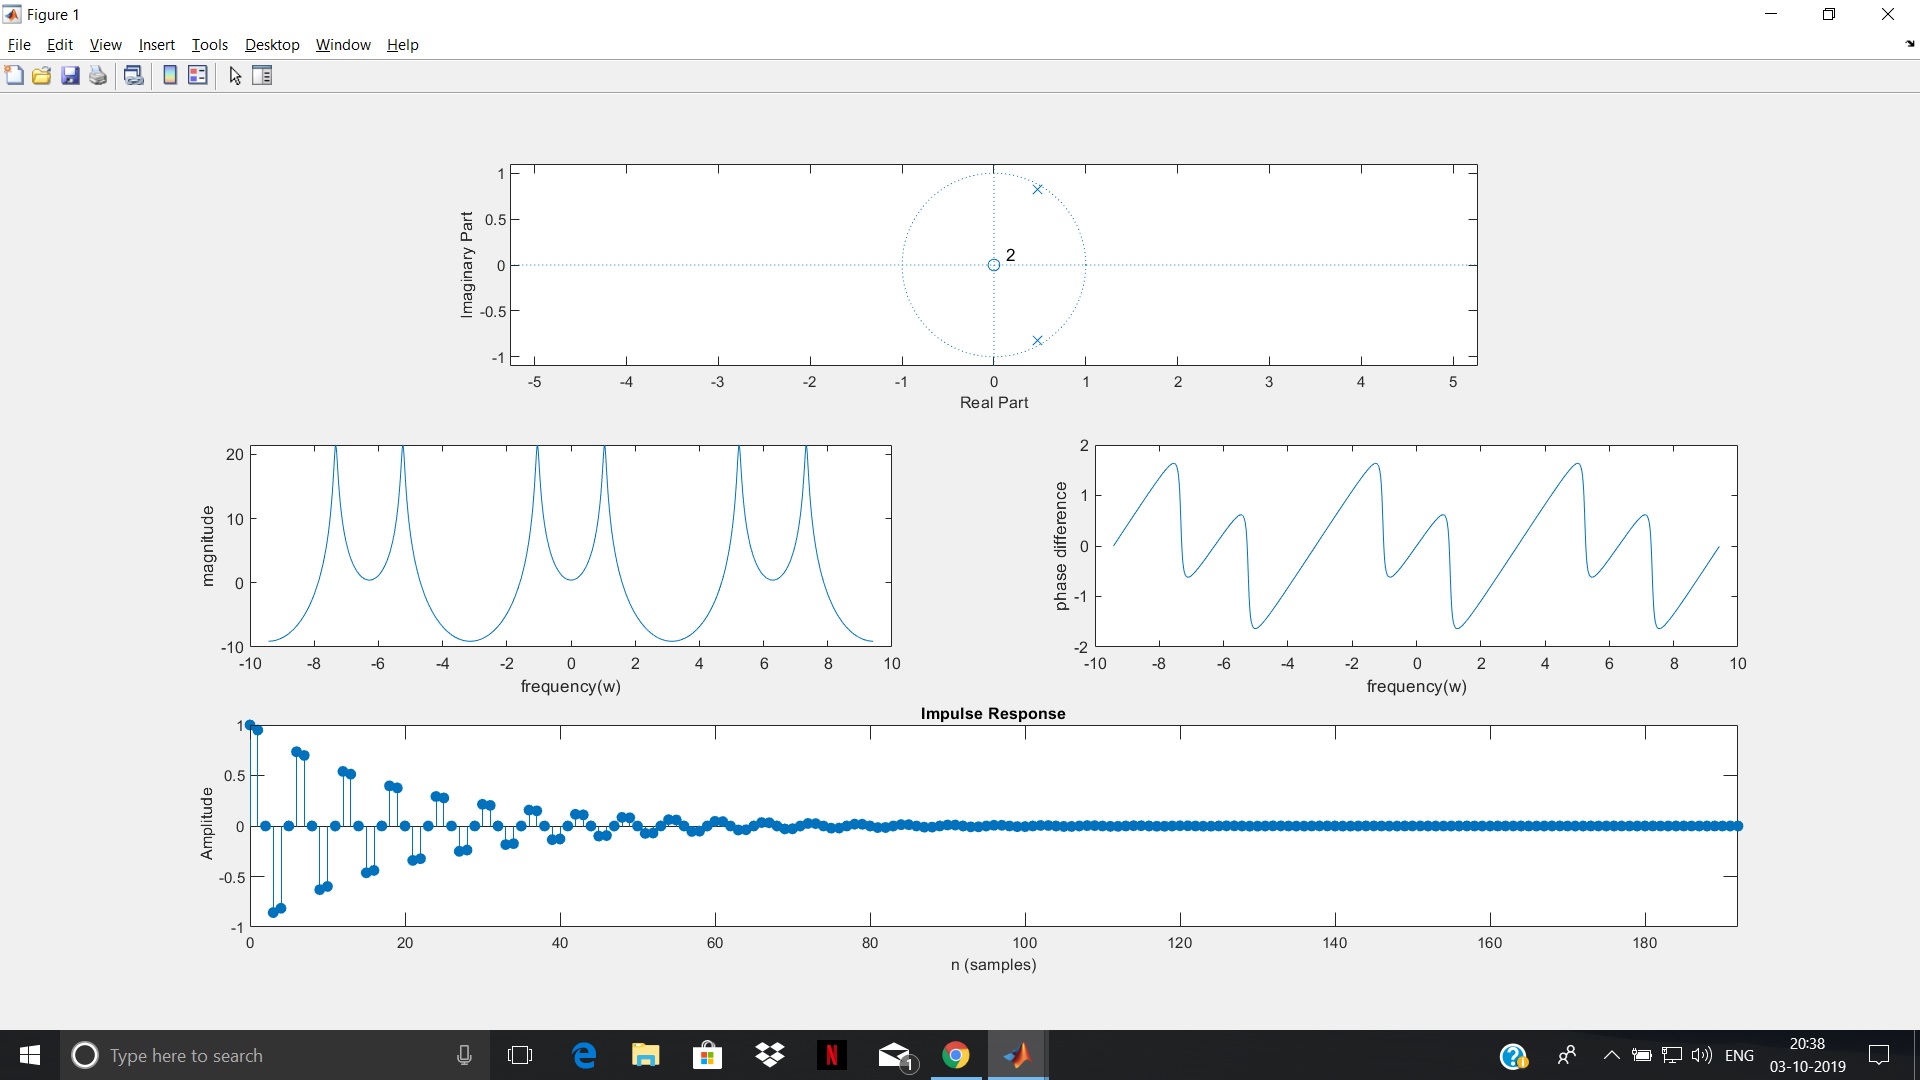 Figure 1
File Edit View Insert Tools Desktop Window Help
1
0.5
0
-0.5
-1
Imaginary Part
2
-5 -4 -3 -2 -1 0 1 2 3 4 5
Real Part
20
10
0
-10
magnitude
-10 -8 -6 -4 -2 0 2 4 6 8 10
frequency(w)
2
1
0
-1
-2
phase difference
-10 -8 -6 -4 -2 0 2 4 6 8 10
frequency(w)
Impulse Response
1
0.5
0
-0.5
-1
Amplitude
0 20 40 60 80 100 120 140 160 180
n (samples)
Type here to search
N
1
ENG
20:38
03-10-2019